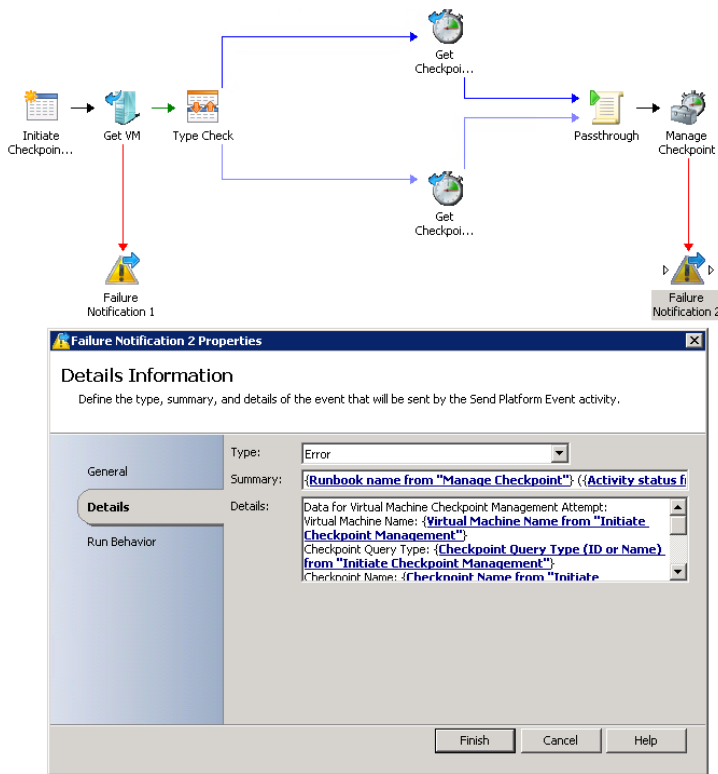 Get
Checkpoi...
Initiate
Checkpoin...
Get VM
Type Check
Passthrough
Manage
Checkpoint
Get
Checkpoi...
Failure
Notification 1
Failure
Notification 2
Failure Notification 2 Properties
Details Information
Define the type, summary, and details of the event that will be sent by the Send Platform Event activity.
General
Details
Run Behavior
Type:
Error
Summary:
{Runbook name from "Manage Checkpoint"} ({Activity status f
Details:
Data for Virtual Machine Checkpoint Management Attempt:
Virtual Machine Name: {Virtual Machine Name from "Initiate
Checkpoint Management"}
Checkpoint Query Type: {Checkpoint Query Type (ID or Name)
from "Initiate Checkpoint Management"}
Checkpoint Name: {Checkpoint Name from "Initiate
Finish
Cancel
Help